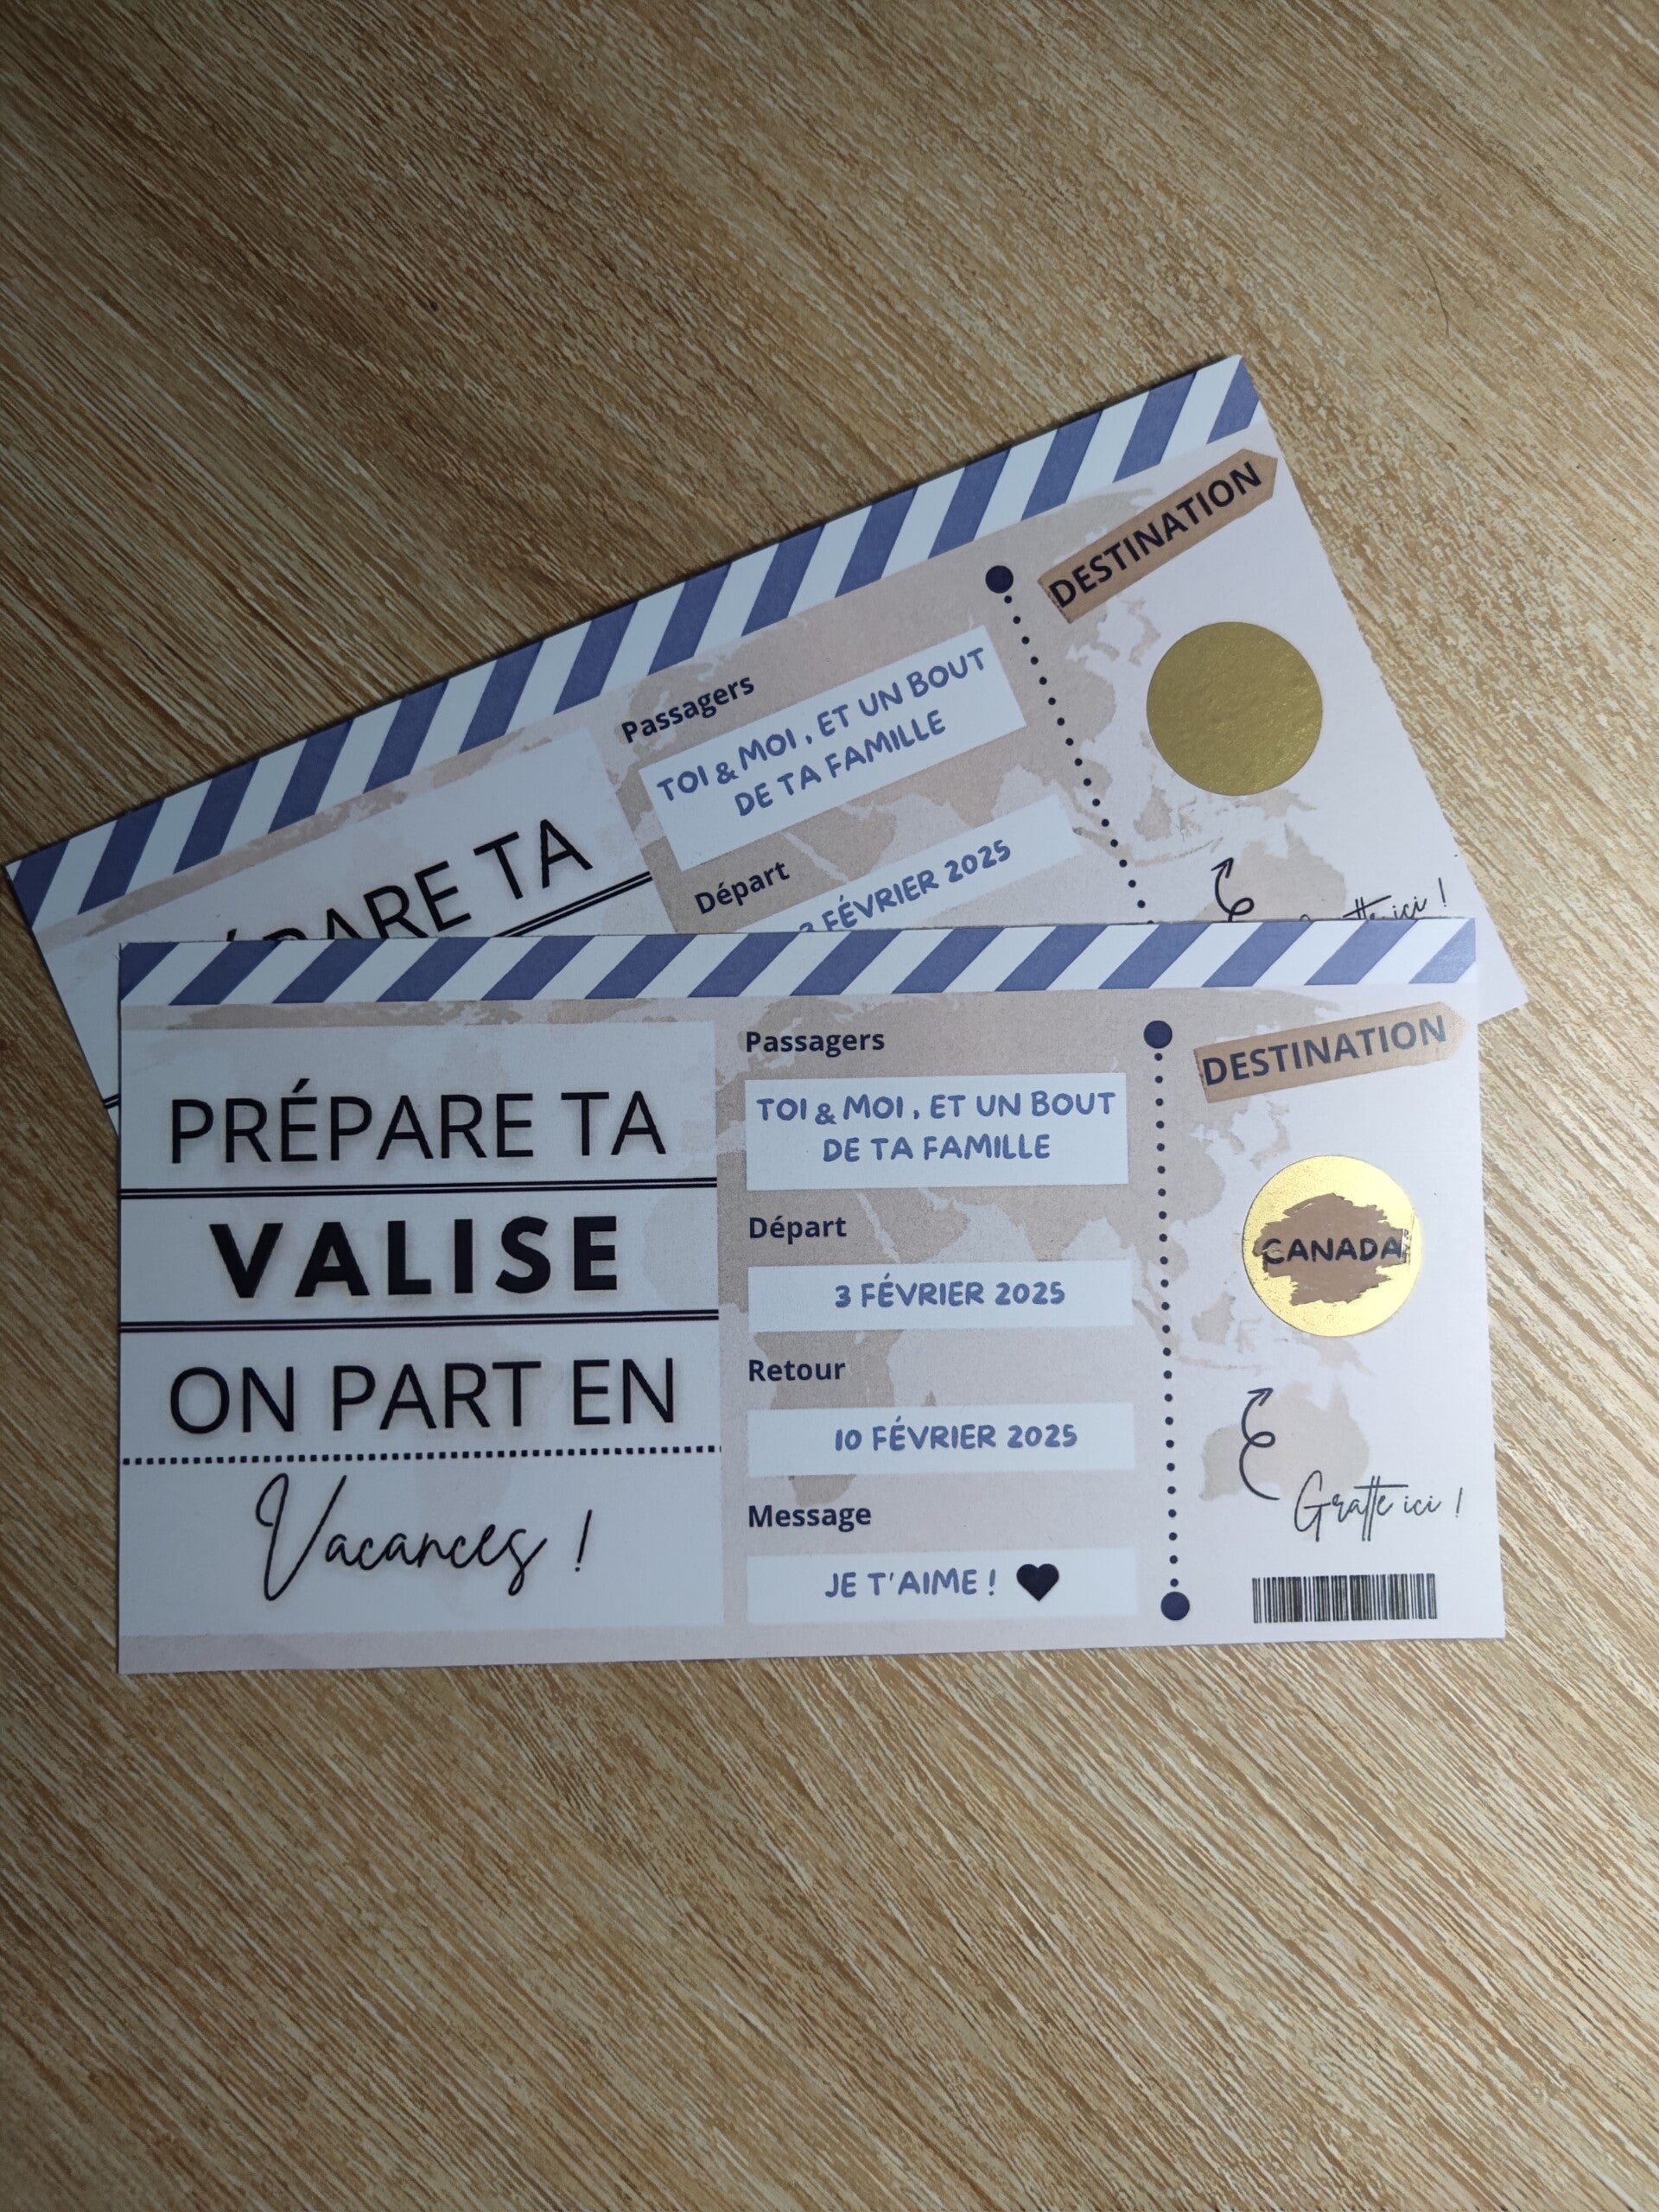 DESTINATION
Passagers
TOI & MOI, ET UN BOUT
DE TA FAMILLE
Départ
FÉVRIER 2025
TA
ici !
PRÉPARE TA
VALISE
ON PART EN
Vacances !
Passagers
TOI & MOI, ET UN BOUT
DE TA FAMILLE
Départ
3 FÉVRIER 2025
Retour
10 FÉVRIER 2025
Message
JE T'AIME !
DESTINATION
CANADA
Gratte ici !